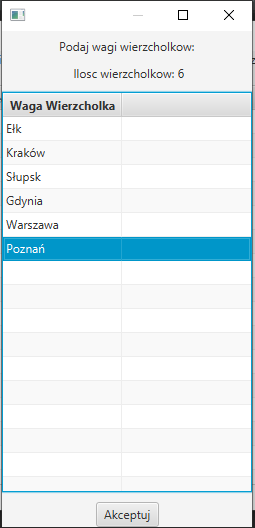 Podaj wagi wierzcholkow:
Ilosc wierzcholkow: 6
Waga Wierzcholka
Ełk
Kraków
Słupsk
Gdynia
Warszawa
Poznań
Akceptuj